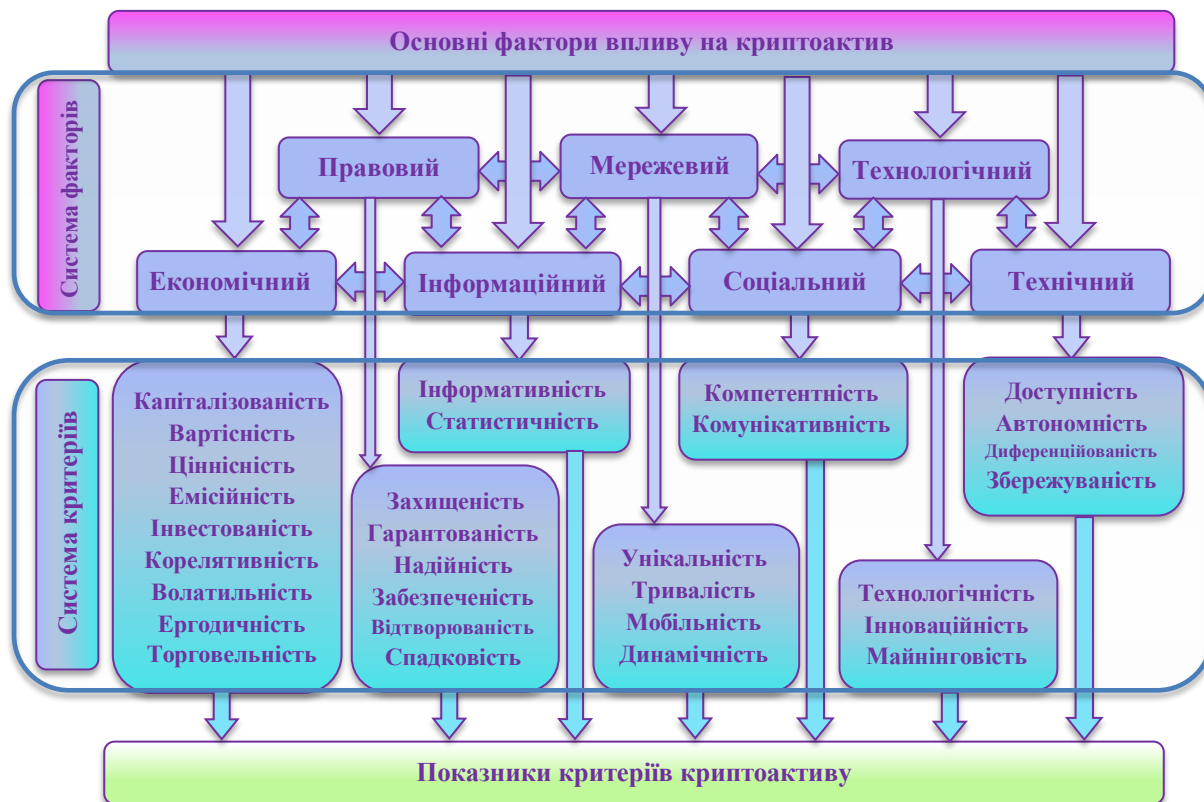 Основні фактори впливу на криптоактив
Система факторів
Правовий
Мережевий
Технологічний
Економічний
Інформаційний
Соціальний
Технічний
Система критеріїв
Капіталізованість
Вартісність
Ціннісність
Емісійність
Інвестованість
Корелятивність
Волатильність
Ергодичність
Торговельність
Захищеність
Гарантованість
Надійність
Забезпеченість
Відтворюваність
Спадковість
Інформативність
Статистичність
Унікальність
Тривалість
Мобільність
Динамічність
Компетентність
Комунікативність
Технологічність
Інноваційність
Майнінговість
Доступність
Автономність
Диференційованість
Збережуваність
Показники критеріїв криптоактиву